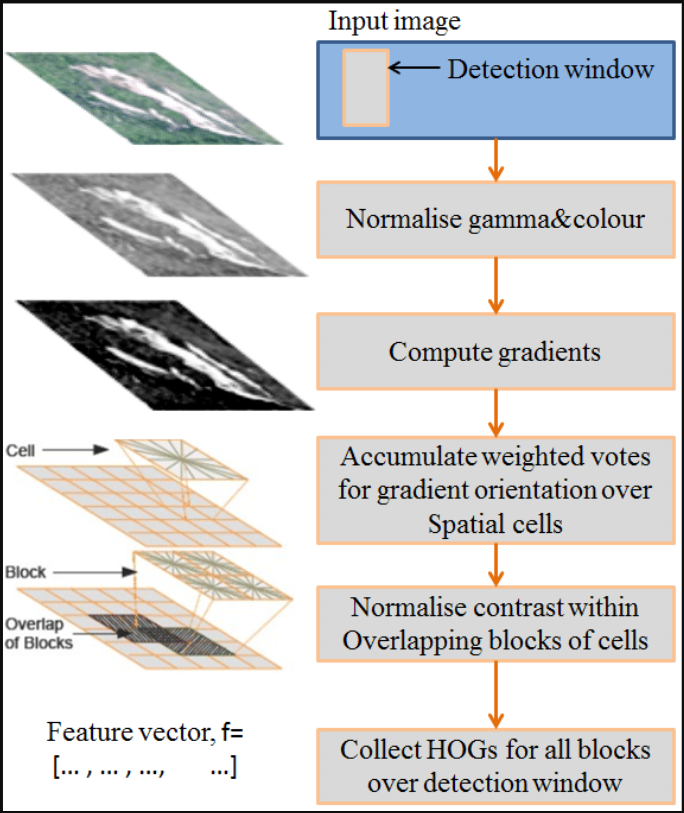 Input image
Detection window
Normalise gamma&colour
Compute gradients
Cell
Accumulate weighted votes
for gradient orientation over
Spatial cells
Block
Overlap
of Blocks
Normalise contrast within
Overlapping blocks of cells
Feature vector, f=
[... , ... , ..., ...]
Collect HOGs for all blocks
over detection window